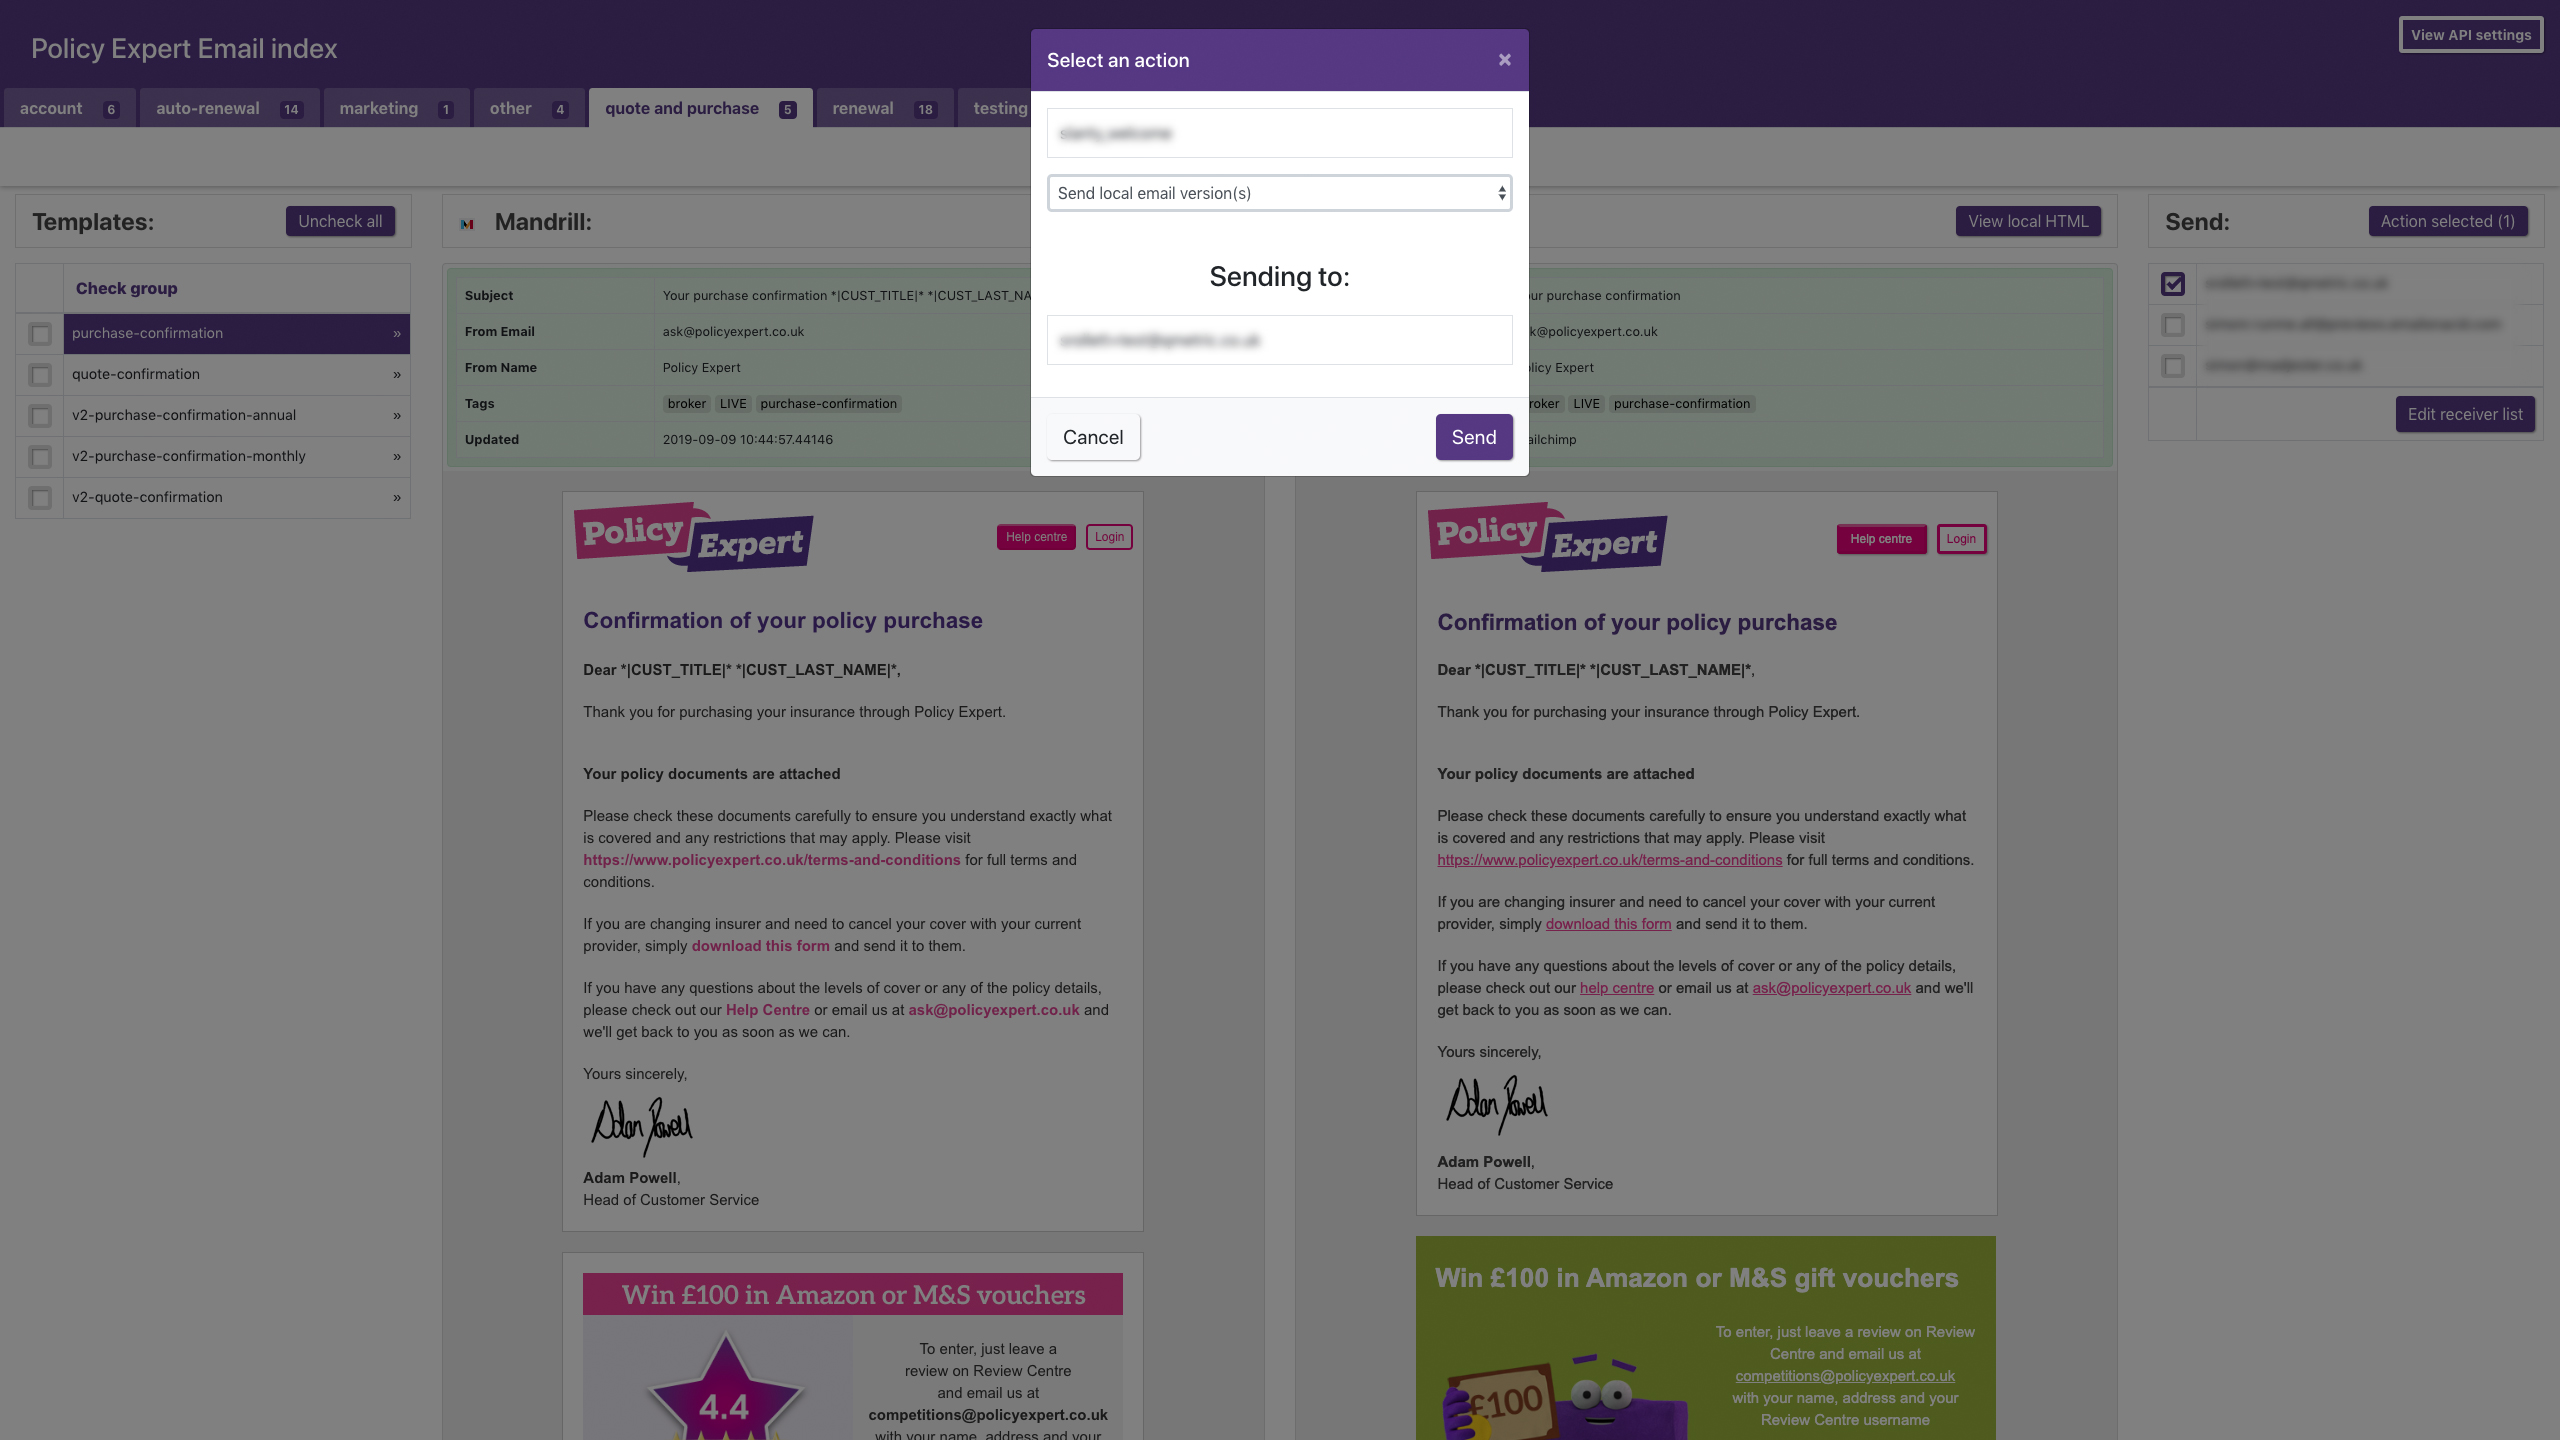 Policy Expert Email index
View API settings
account 6
auto-renewal 14
marketing 1
other 4
quote and purchase 5
renewal 18
testing
Select an action ×
Send local email version(s)
Sending to:
Cancel
Send
Templates:
Uncheck all
Check group
purchase-confirmation »
quote-confirmation »
v2-purchase-confirmation-annual »
v2-purchase-confirmation-monthly »
v2-quote-confirmation »
Mandrill:
Subject Your purchase confirmation *|CUST_TITLE|* *|CUST_LAST_NA
From Email ask@policyexpert.co.uk
From Name Policy Expert
Tags broker LIVE purchase-confirmation
Updated 2019-09-09 10:44:57.44146
Policy Expert
Help centre
Login
Confirmation of your policy purchase
Dear *|CUST_TITLE|* *|CUST_LAST_NAME|*,
Thank you for purchasing your insurance through Policy Expert.
Your policy documents are attached
Please check these documents carefully to ensure you understand exactly what
is covered and any restrictions that may apply. Please visit
https://www.policyexpert.co.uk/terms-and-conditions for full terms and
conditions.
If you are changing insurer and need to cancel your cover with your current
provider, simply download this form and send it to them.
If you have any questions about the levels of cover or any of the policy details,
please check out our Help Centre or email us at ask@policyexpert.co.uk and
we'll get back to you as soon as we can.
Yours sincerely,
Adam Powell
Adam Powell,
Head of Customer Service
Win £100 in Amazon or M&S vouchers
4.4
To enter, just leave a
review on Review Centre
and email us at
competitions@policyexpert.co.uk
with your name, address and your
View local HTML
ur purchase confirmation
k@policyexpert.co.uk
licy Expert
roker LIVE purchase-confirmation
ailchimp
Policy Expert
Help centre
Login
Confirmation of your policy purchase
Dear *|CUST_TITLE|* *|CUST_LAST_NAME|*,
Thank you for purchasing your insurance through Policy Expert.
Your policy documents are attached
Please check these documents carefully to ensure you understand exactly what
is covered and any restrictions that may apply. Please visit
https://www.policyexpert.co.uk/terms-and-conditions for full terms and conditions.
If you are changing insurer and need to cancel your cover with your current
provider, simply download this form and send it to them.
If you have any questions about the levels of cover or any of the policy details,
please check out our help centre or email us at ask@policyexpert.co.uk and we'll
get back to you as soon as we can.
Yours sincerely,
Adam Powell
Adam Powell,
Head of Customer Service
Win £100 in Amazon or M&S gift vouchers
£100
To enter, just leave a review on Review
Centre and email us at
competitions@policyexpert.co.uk
with your name, address and your
Review Centre username
Send:
Action selected (1)
Edit receiver list